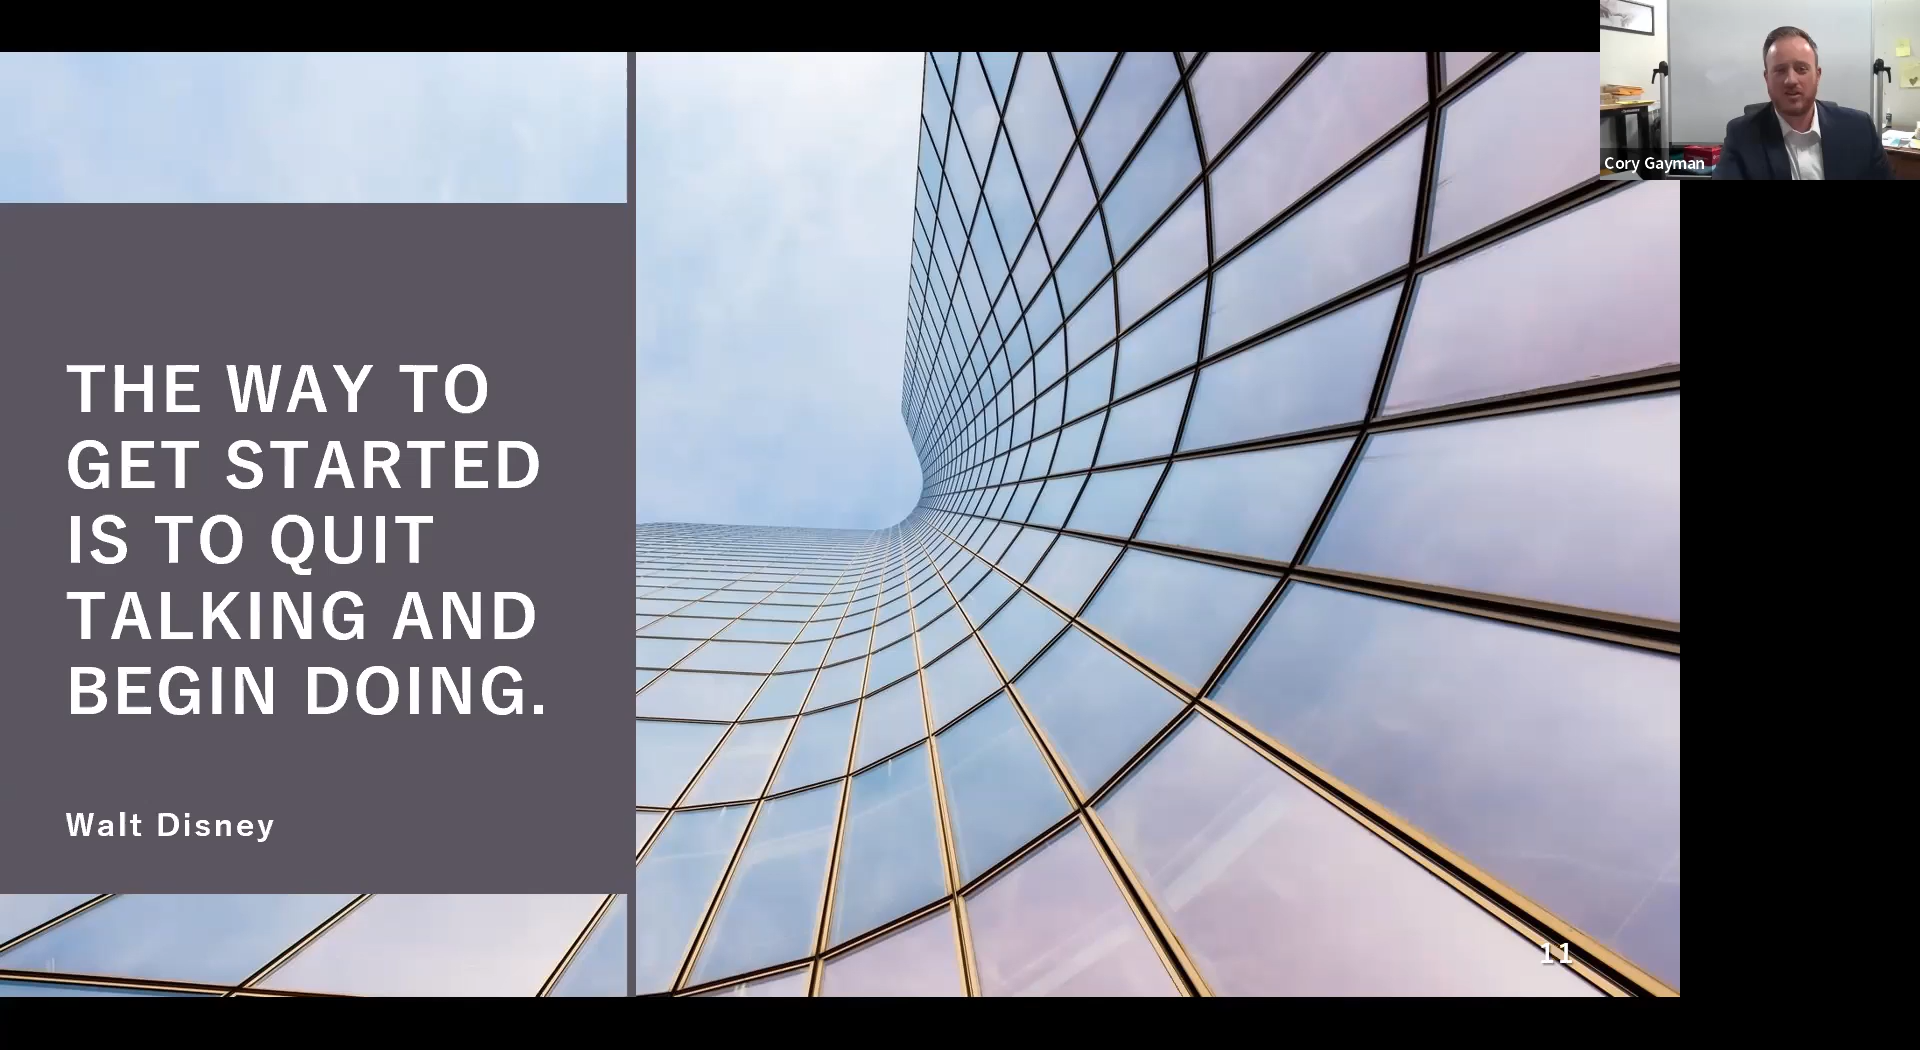 THE WAY TO
GET STARTED
IS TO QUIT
TALKING AND
BEGIN DOING.
Walt Disney
11
Cory Gayman